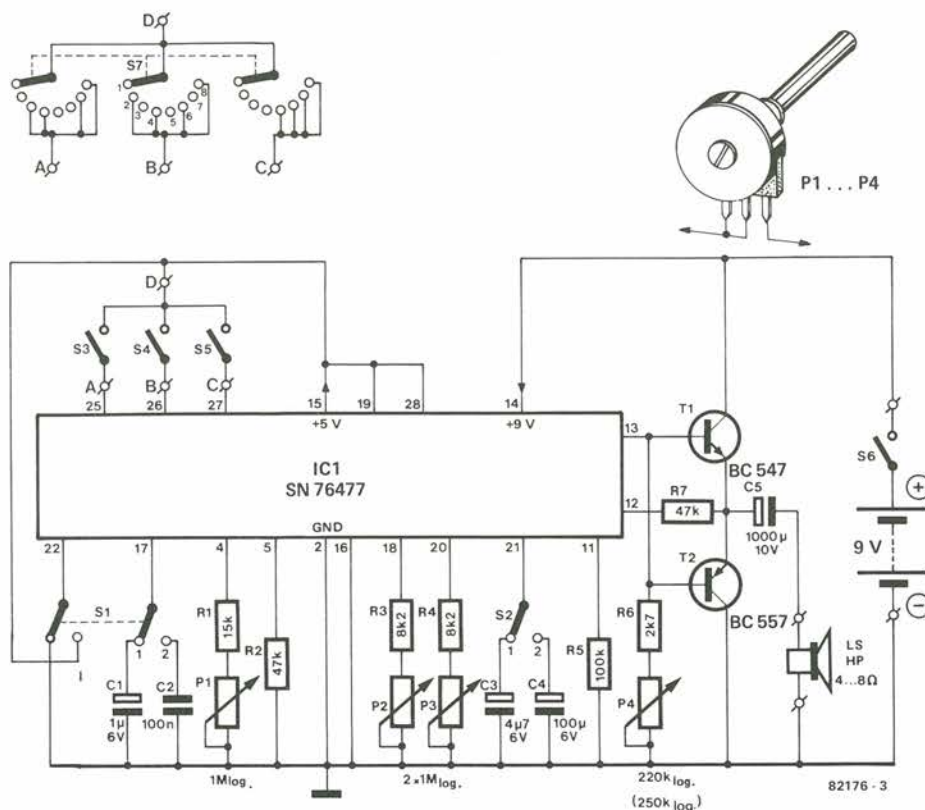 D
S7
1
2
3
4
5
6
7
8
A
B
C
P1 ... P4
D
S3
S4
S5
A
B
C
25
26
27
15
19
28
14
+5 V
+9 V
IC1
SN 76477
GND
13
12
T1
BC 547
R7
47k
C5
1000µ
10V
T2
BC 557
S6
+
9 V
−
LS
HP
4...8Ω
22
17
4
5
2
16
18
20
21
11
S1
1
2
I
C1
1µ
6V
C2
100n
R1
15k
P1
1M log.
R2
47k
R3
8k2
R4
8k2
P2
P3
2x1M log.
S2
1
2
C3
4µ7
6V
C4
100µ
6V
R5
100k
R6
2k7
P4
220k log.
(250k log.)
82176 - 3